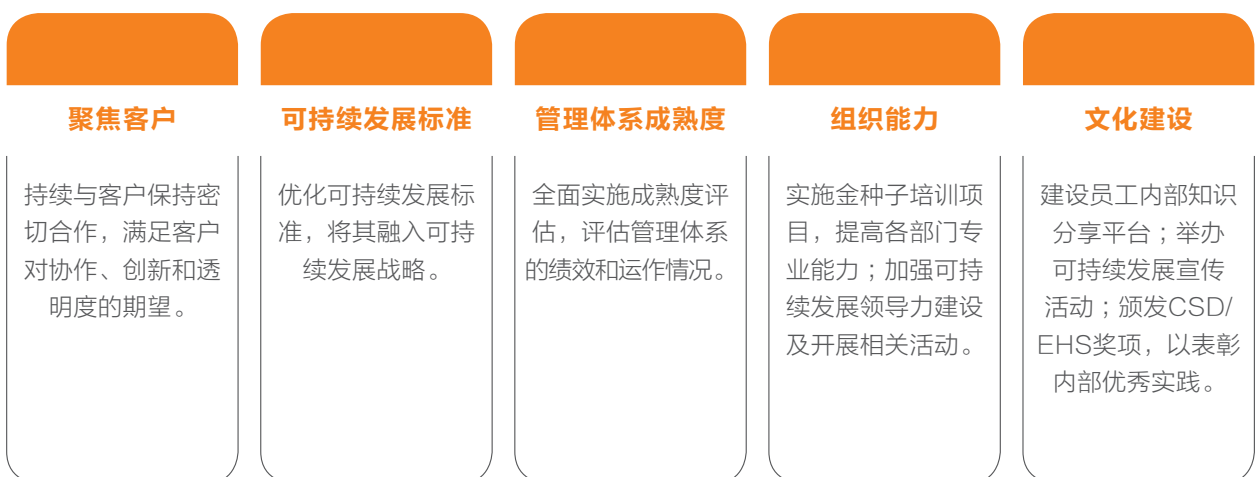 聚焦客户
持续与客户保持密
切合作，满足客户
对协作、创新和透
明度的期望。
可持续发展标准
优化可持续发展标
准，将其融入可持
续发展战略。
管理体系成熟度
全面实施成熟度评
估，评估管理体系
的绩效和运作情况。
组织能力
实施金种子培训项
目，提高各部门专
业能力；加强可持
续发展领导力建设
及开展相关活动。
文化建设
建设员工内部知识
分享平台；举办
可持续发展宣传
活动；颁发CSD/
EHS奖项，以表彰
内部优秀实践。